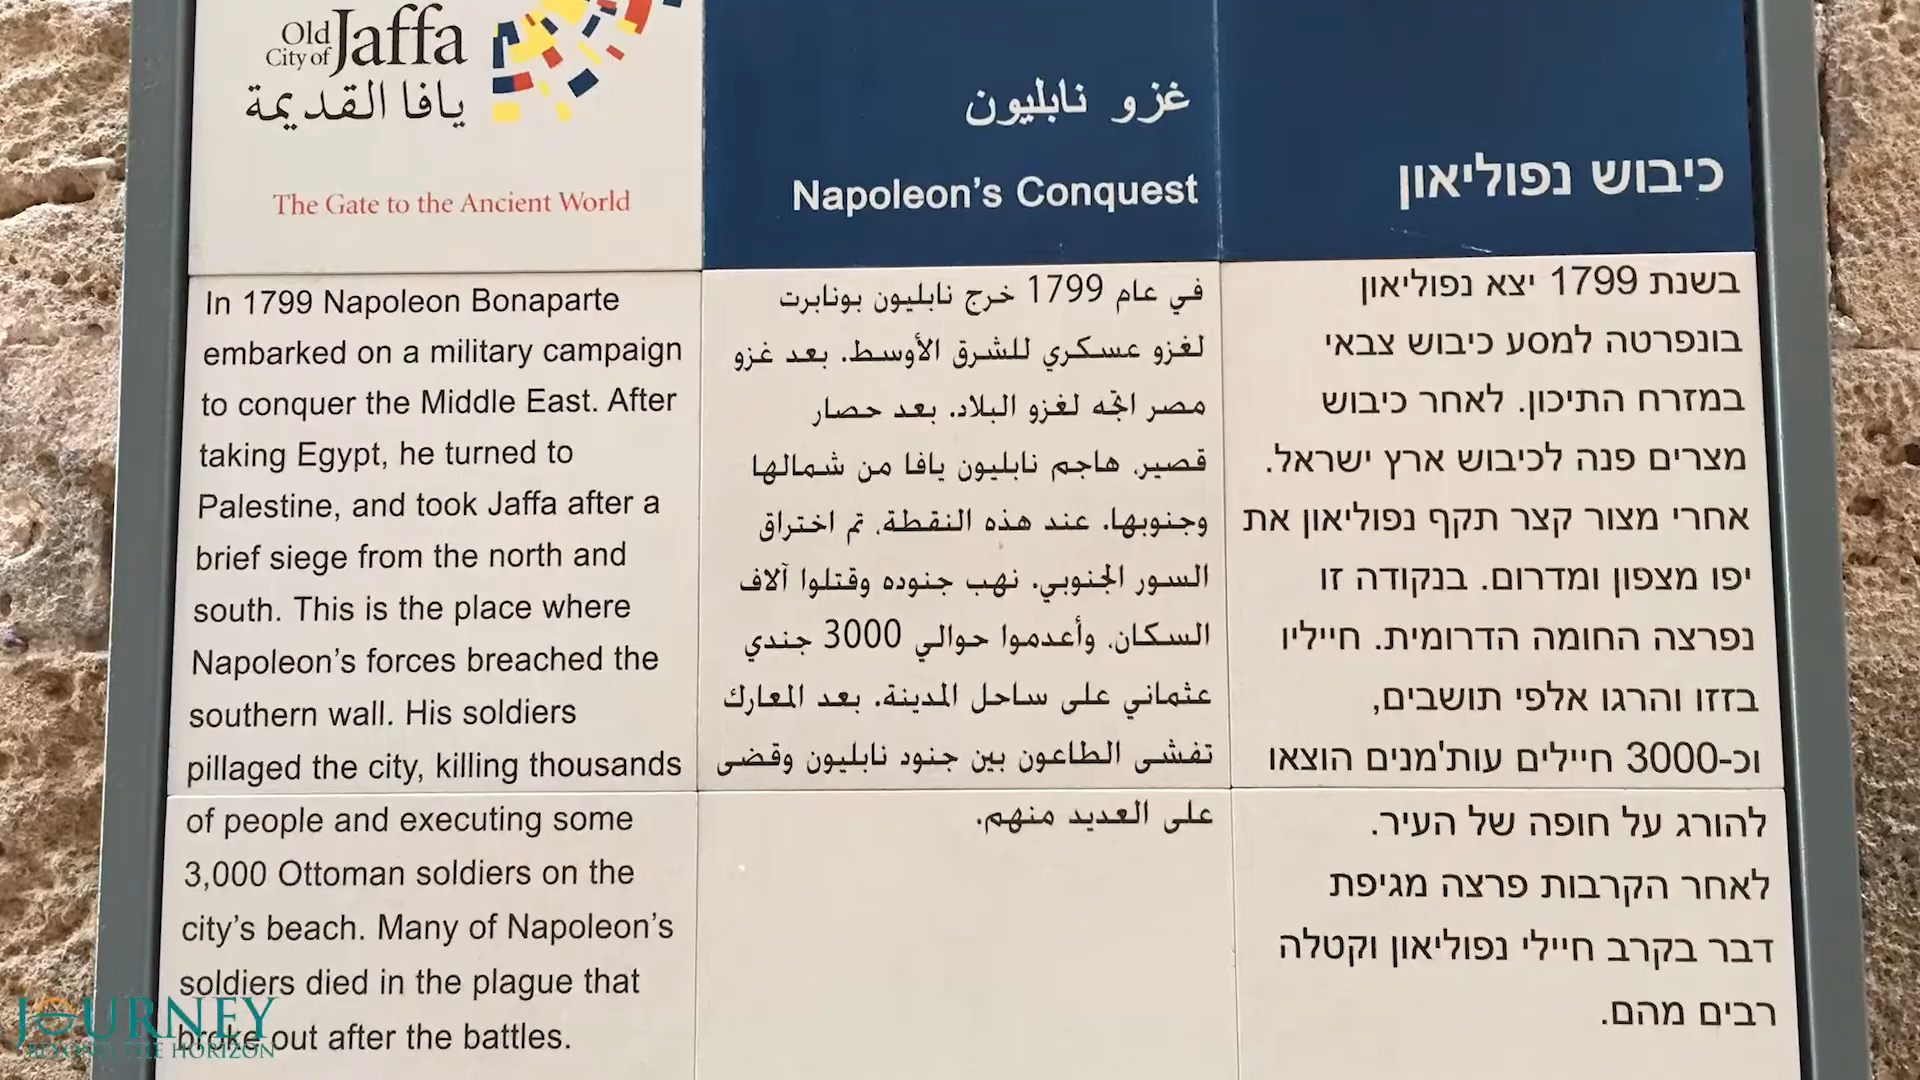 Old
City of Jaffa
يافا القديمة
The Gate to the Ancient World
غزو نابليون
Napoleon's Conquest
כיבוש נפוליאון
In 1799 Napoleon Bonaparte
embarked on a military campaign
to conquer the Middle East. After
taking Egypt, he turned to
Palestine, and took Jaffa after a
brief siege from the north and
south. This is the place where
Napoleon's forces breached the
southern wall. His soldiers
pillaged the city, killing thousands
of people and executing some
3,000 Ottoman soldiers on the
city's beach. Many of Napoleon's
soldiers died in the plague that
broke out after the battles.
في عام 1799 خرج نابليون بونابرت
لغزو عسكري للشرق الأوسط. بعد غزو
مصر اتجه لغزو البلاد. بعد حصار
قصير، هاجم نابليون يافا من شمالها
وجنوبها. عند هذه النقطة، تم اختراق
السور الجنوبي. نهب جنوده وقتلوا آلاف
السكان، وأعدموا حوالي 3000 جندي
عثماني على ساحل المدينة. بعد المعارك
تفشى الطاعون بين جنود نابليون وقضى
على العديد منهم.
בשנת 1799 יצא נפוליאון
בונפרטה למסע כיבוש צבאי
במזרח התיכון. לאחר כיבוש
מצרים פנה לכיבוש ארץ ישראל.
אחרי מצור קצר תקף נפוליאון את
יפו מצפון ומדרום. בנקודה זו
נפרצה החומה הדרומית. חייליו
בזזו והרגו אלפי תושבים,
וכ-3000 חיילים עות'מנים הוצאו
להורג על חופה של העיר.
לאחר הקרבות פרצה מגיפת
דבר בקרב חיילי נפוליאון וקטלה
רבים מהם.
JOURNEY
BEYOND THE HORIZON